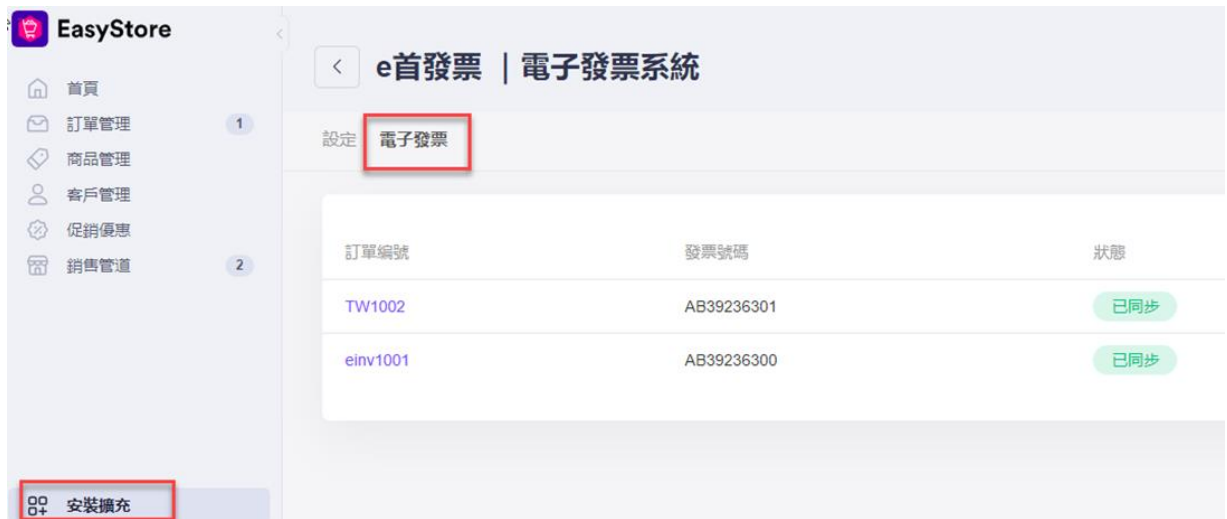 EasyStore
首頁
訂單管理 1
商品管理
客戶管理
促銷優惠
銷售管道 2
安裝擴充
e首發票 | 電子發票系統
設定 電子發票
訂單編號 發票號碼 狀態
TW1002 AB39236301 已同步
einv1001 AB39236300 已同步